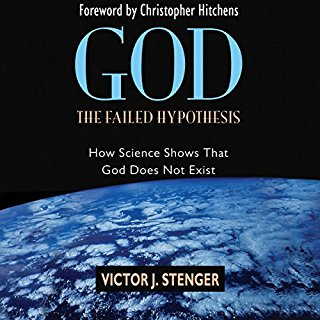 Foreword by Christopher Hitchens
GOD
THE FAILED HYPOTHESIS
How Science Shows That
God Does Not Exist
VICTOR J. STENGER